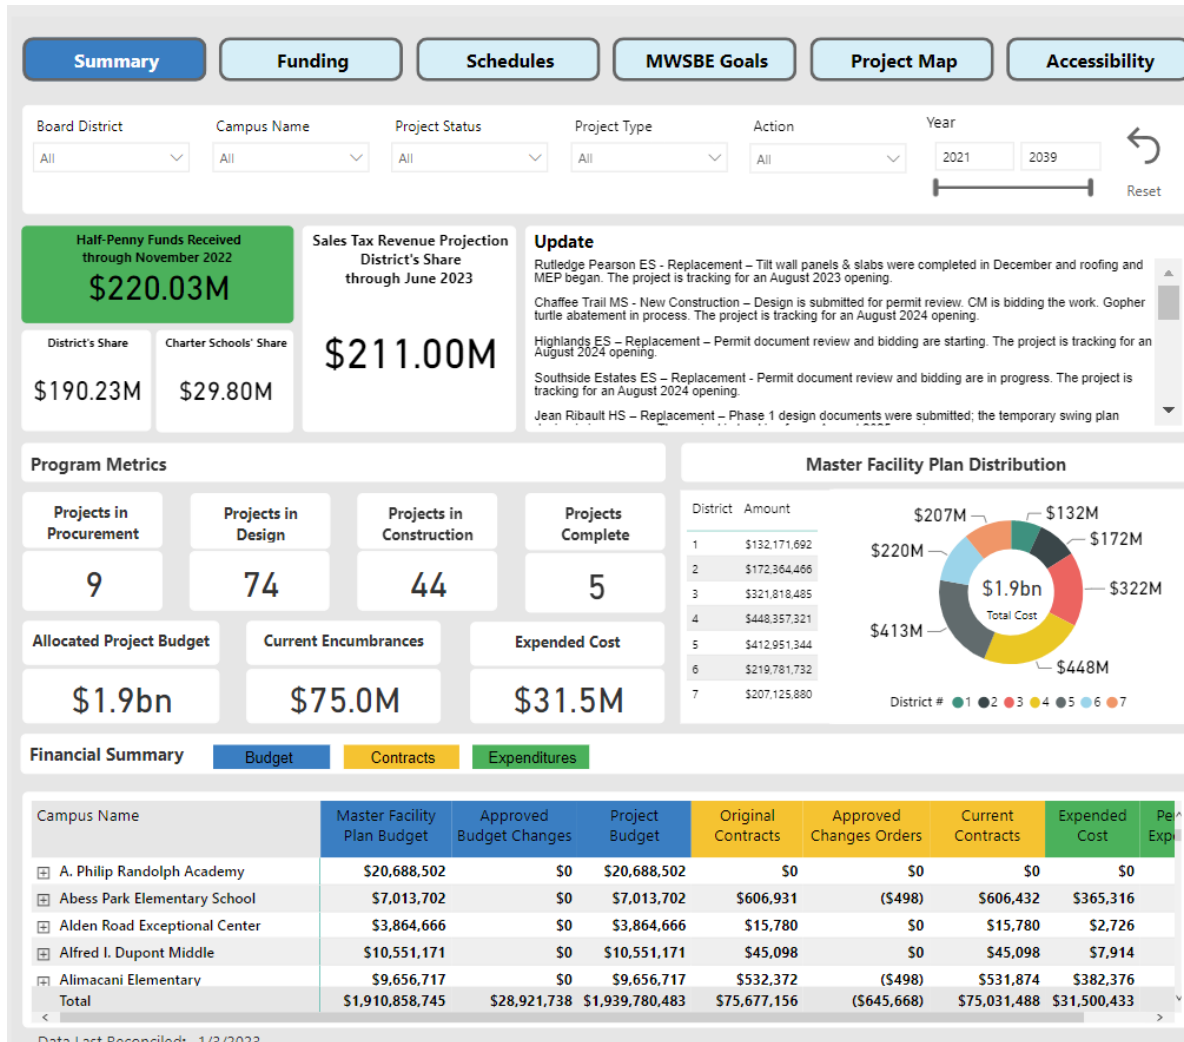 Summary Funding Schedules MWSBE Goals Project Map Accessibility
Board District Campus Name Project Status Project Type Action Year
All All All All All 2021 2039
Reset
Half-Penny Funds Received
through November 2022
$220.03M
District's Share
$190.23M
Charter Schools' Share
$29.80M
Sales Tax Revenue Projection
District's Share
through June 2023
$211.00M
Update
Rutledge Pearson ES - Replacement – Tilt wall panels & slabs were completed in December and roofing and
MEP began. The project is tracking for an August 2023 opening.
Chaffee Trail MS - New Construction – Design is submitted for permit review. CM is bidding the work. Gopher
turtle abatement in process. The project is tracking for an August 2024 opening.
Highlands ES – Replacement – Permit document review and bidding are starting. The project is tracking for an
August 2024 opening.
Southside Estates ES – Replacement - Permit document review and bidding are in progress. The project is
tracking for an August 2024 opening.
Jean Ribault HS – Replacement – Phase 1 design documents were submitted; the temporary swing plan
Program Metrics
Projects in
Procurement
9
Projects in
Design
74
Projects in
Construction
44
Projects
Complete
5
Allocated Project Budget
$1.9bn
Current Encumbrances
$75.0M
Expended Cost
$31.5M
Master Facility Plan Distribution
District Amount
1 $132,171,692
2 $172,364,466
3 $321,818,485
4 $448,357,321
5 $412,951,344
6 $219,781,732
7 $207,125,880
$207M $132M
$172M
$220M
$1.9bn
Total Cost
$322M
$413M
$448M
District # 1 2 3 4 5 6 7
Financial Summary Budget Contracts Expenditures
Campus Name Master Facility Plan Budget Approved Budget Changes Project Budget Original Contracts Approved Changes Orders Current Contracts Expended Cost
A. Philip Randolph Academy $20,688,502 $0 $20,688,502 $0 $0 $0 $0
Abess Park Elementary School $7,013,702 $0 $7,013,702 $606,931 ($498) $606,432 $365,316
Alden Road Exceptional Center $3,864,666 $0 $3,864,666 $15,780 $0 $15,780 $2,726
Alfred I. Dupont Middle $10,551,171 $0 $10,551,171 $45,098 $0 $45,098 $7,914
Alimacani Elementary $9,656,717 $0 $9,656,717 $532,372 ($498) $531,874 $382,376
Total $1,910,858,745 $28,921,738 $1,939,780,483 $75,677,156 ($645,668) $75,031,488 $31,500,433
Data Last Reconciled: 1/3/2023